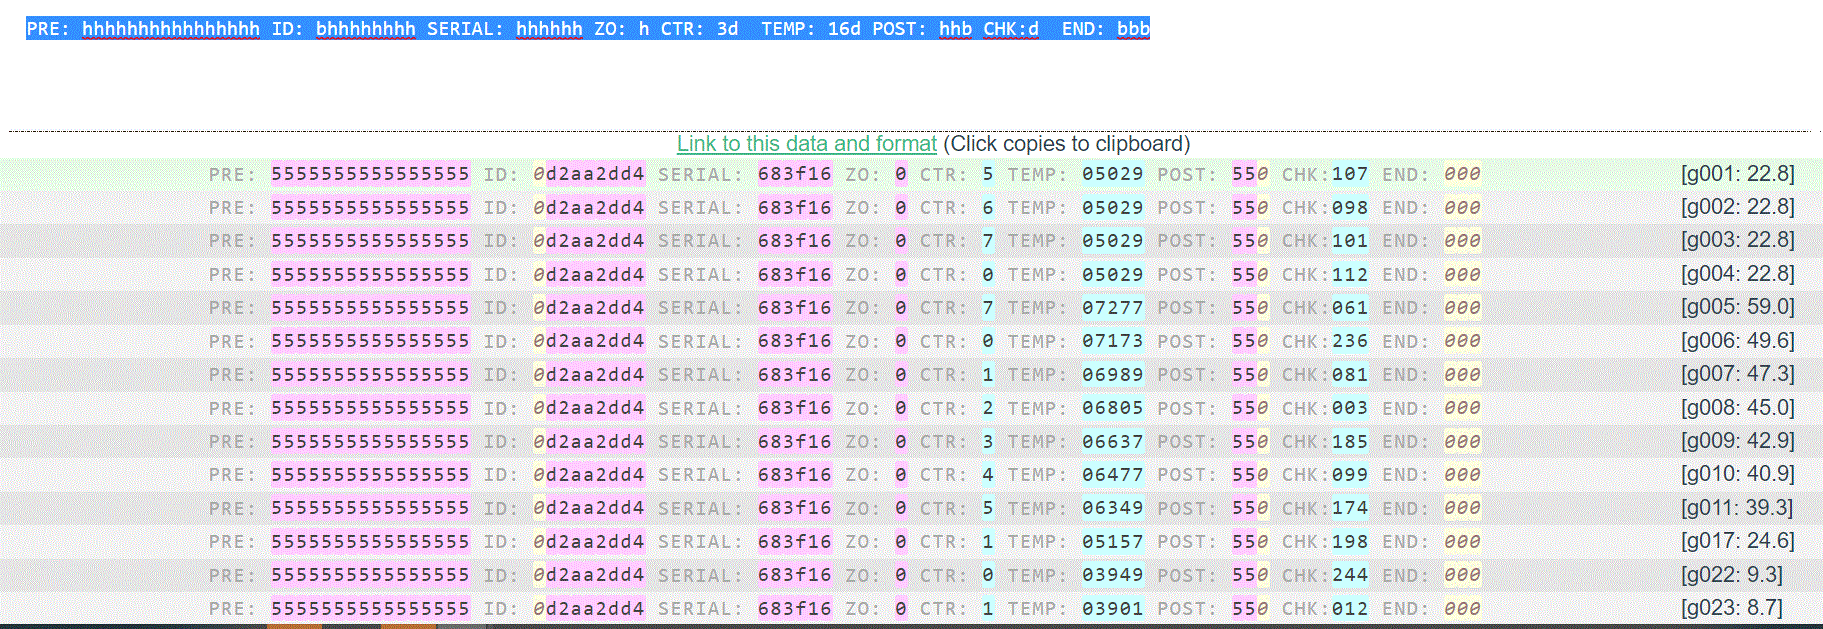 PRE: hhhhhhhhhhhhhhhh ID: bhhhhhhhh SERIAL: hhhhhh ZO: h CTR: 3d  TEMP: 16d POST: hhb CHK:d  END: bbb
Link to this data and format (Click copies to clipboard)
PRE: 5555555555555555 ID: 0d2aa2dd4 SERIAL: 683f16 ZO: 0 CTR: 5 TEMP: 05029 POST: 550 CHK:107 END: 000 [g001: 22.8]
PRE: 5555555555555555 ID: 0d2aa2dd4 SERIAL: 683f16 ZO: 0 CTR: 6 TEMP: 05029 POST: 550 CHK:098 END: 000 [g002: 22.8]
PRE: 5555555555555555 ID: 0d2aa2dd4 SERIAL: 683f16 ZO: 0 CTR: 7 TEMP: 05029 POST: 550 CHK:101 END: 000 [g003: 22.8]
PRE: 5555555555555555 ID: 0d2aa2dd4 SERIAL: 683f16 ZO: 0 CTR: 0 TEMP: 05029 POST: 550 CHK:112 END: 000 [g004: 22.8]
PRE: 5555555555555555 ID: 0d2aa2dd4 SERIAL: 683f16 ZO: 0 CTR: 7 TEMP: 07277 POST: 550 CHK:061 END: 000 [g005: 59.0]
PRE: 5555555555555555 ID: 0d2aa2dd4 SERIAL: 683f16 ZO: 0 CTR: 0 TEMP: 07173 POST: 550 CHK:236 END: 000 [g006: 49.6]
PRE: 5555555555555555 ID: 0d2aa2dd4 SERIAL: 683f16 ZO: 0 CTR: 1 TEMP: 06989 POST: 550 CHK:081 END: 000 [g007: 47.3]
PRE: 5555555555555555 ID: 0d2aa2dd4 SERIAL: 683f16 ZO: 0 CTR: 2 TEMP: 06805 POST: 550 CHK:003 END: 000 [g008: 45.0]
PRE: 5555555555555555 ID: 0d2aa2dd4 SERIAL: 683f16 ZO: 0 CTR: 3 TEMP: 06637 POST: 550 CHK:185 END: 000 [g009: 42.9]
PRE: 5555555555555555 ID: 0d2aa2dd4 SERIAL: 683f16 ZO: 0 CTR: 4 TEMP: 06477 POST: 550 CHK:099 END: 000 [g010: 40.9]
PRE: 5555555555555555 ID: 0d2aa2dd4 SERIAL: 683f16 ZO: 0 CTR: 5 TEMP: 06349 POST: 550 CHK:174 END: 000 [g011: 39.3]
PRE: 5555555555555555 ID: 0d2aa2dd4 SERIAL: 683f16 ZO: 0 CTR: 1 TEMP: 05157 POST: 550 CHK:198 END: 000 [g017: 24.6]
PRE: 5555555555555555 ID: 0d2aa2dd4 SERIAL: 683f16 ZO: 0 CTR: 0 TEMP: 03949 POST: 550 CHK:244 END: 000 [g022: 9.3]
PRE: 5555555555555555 ID: 0d2aa2dd4 SERIAL: 683f16 ZO: 0 CTR: 1 TEMP: 03901 POST: 550 CHK:012 END: 000 [g023: 8.7]